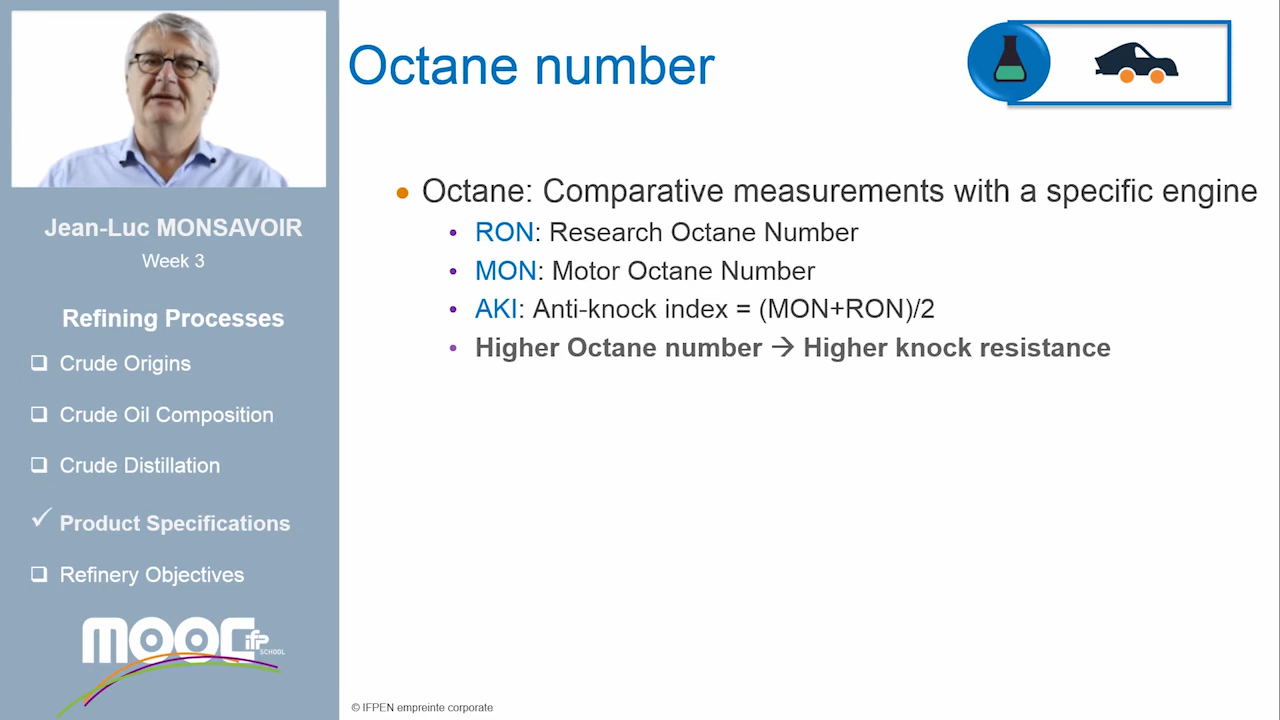 Octane number
Octane: Comparative measurements with a specific engine
RON: Research Octane Number
MON: Motor Octane Number
AKI: Anti-knock index = (MON+RON)/2
Higher Octane number → Higher knock resistance
Jean-Luc MONSAVOIR
Week 3
Refining Processes
Crude Origins
Crude Oil Composition
Crude Distillation
Product Specifications
Refinery Objectives
MOOC ifp
SCHOOL
© IFPEN empreinte corporate